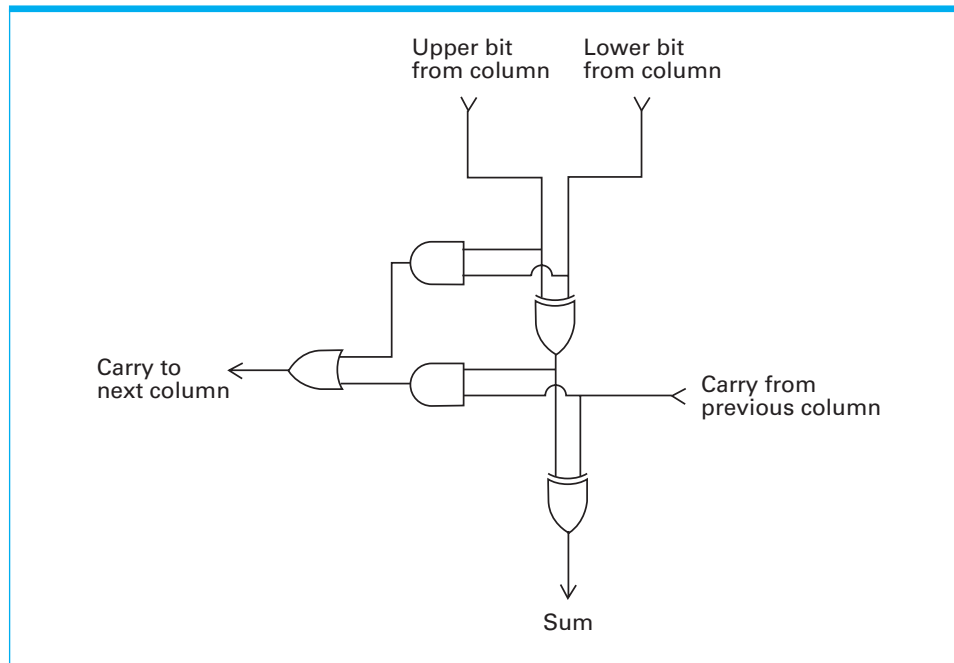 Upper bit
from column
Lower bit
from column
Carry to
next column
Carry from
previous column
Sum